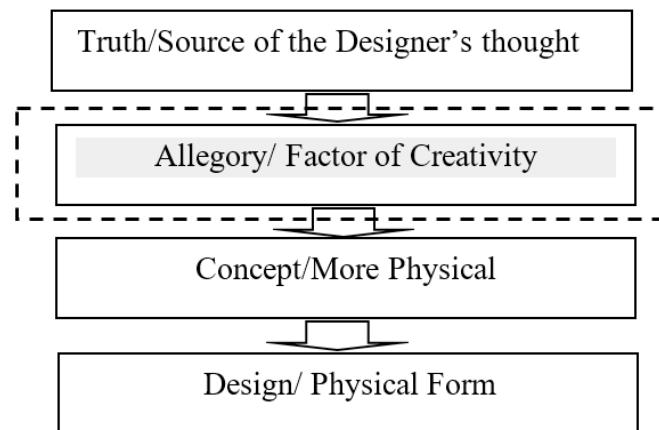 Truth/Source of the Designer’s thought
Allegory/ Factor of Creativity
Concept/More Physical
Design/ Physical Form